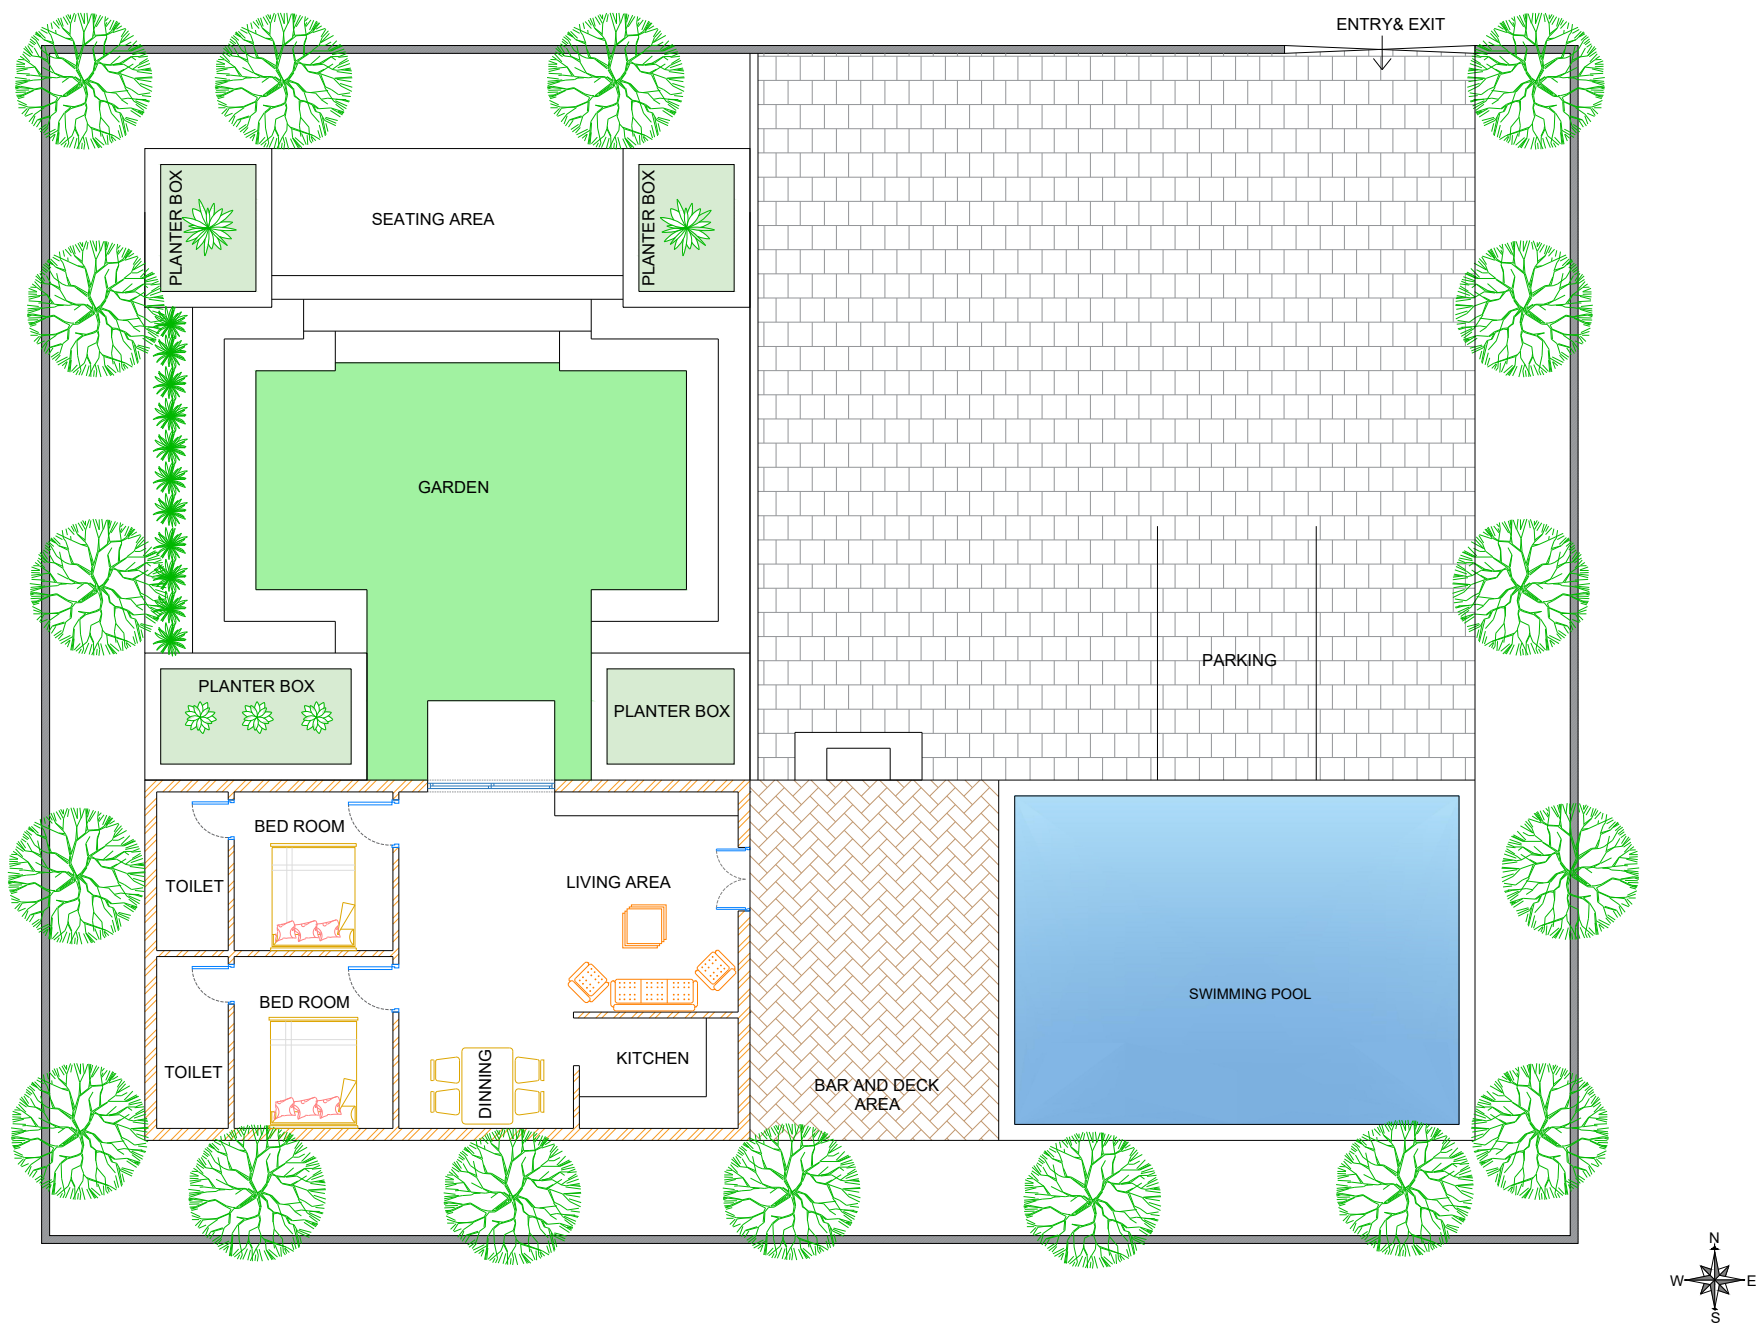 ENTRY& EXIT
PLANTER BOX
SEATING AREA
PLANTER BOX
GARDEN
PARKING
PLANTER BOX
PLANTER BOX
BED ROOM
TOILET
LIVING AREA
BED ROOM
SWIMMING POOL
TOILET
DINNING
KITCHEN
BAR AND DECK
AREA
N
W
E
S